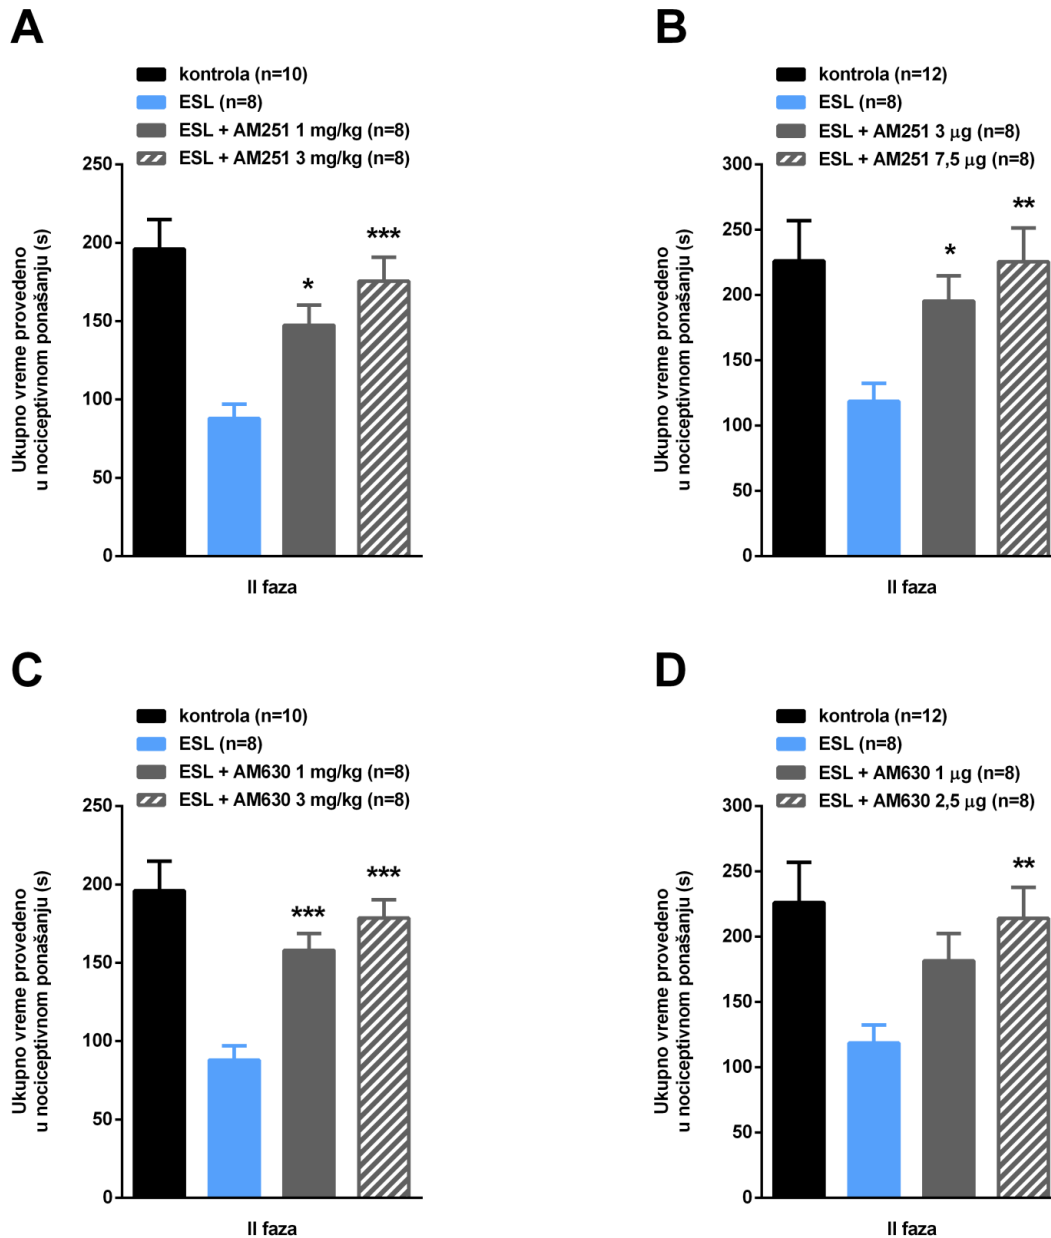 A
kontrola (n=10)
ESL (n=8)
ESL + AM251 1 mg/kg (n=8)
ESL + AM251 3 mg/kg (n=8)
250
200
150
100
50
0
Ukupno vreme provedeno
u nociceptivnom ponašanju (s)
*
***
II faza
B
kontrola (n=12)
ESL (n=8)
ESL + AM251 3 μg (n=8)
ESL + AM251 7,5 μg (n=8)
300
250
200
150
100
50
0
Ukupno vreme provedeno
u nociceptivnom ponašanju (s)
*
**
II faza
C
kontrola (n=10)
ESL (n=8)
ESL + AM630 1 mg/kg (n=8)
ESL + AM630 3 mg/kg (n=8)
250
200
150
100
50
0
Ukupno vreme provedeno
u nociceptivnom ponašanju (s)
***
***
II faza
D
kontrola (n=12)
ESL (n=8)
ESL + AM630 1 μg (n=8)
ESL + AM630 2,5 μg (n=8)
300
250
200
150
100
50
0
Ukupno vreme provedeno
u nociceptivnom ponašanju (s)
**
II faza